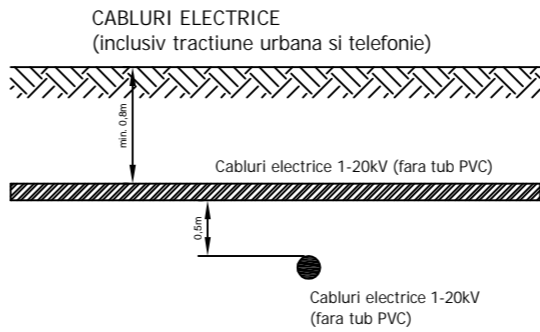 CABLURI ELECTRICE
(inclusiv tractiune urbana si telefonie)
min. 0,8m
Cabluri electrice 1-20kV (fara tub PVC)
0,5m
Cabluri electrice 1-20kV
(fara tub PVC)